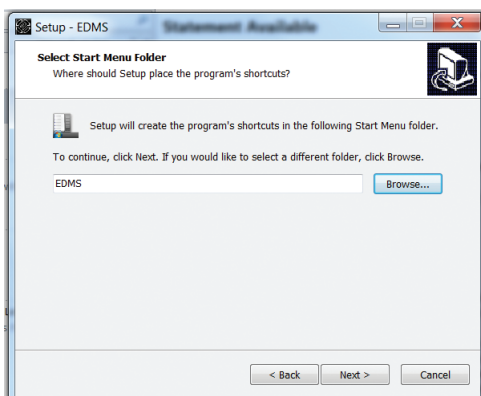 Setup - EDMS
Statement Available
Select Start Menu Folder
Where should Setup place the program's shortcuts?
Setup will create the program's shortcuts in the following Start Menu folder.
To continue, click Next. If you would like to select a different folder, click Browse.
EDMS
Browse...
< Back
Next >
Cancel